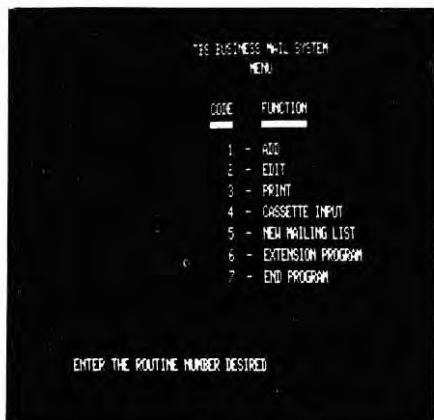 TIS BUSINESS MAIL SYSTEM
MENU
CODE FUNCTION
1 - ADD
2 - EDIT
3 - PRINT
4 - CASSETTE INPUT
5 - NEW MAILING LIST
6 - EXTENSION PROGRAM
7 - END PROGRAM
ENTER THE ROUTINE NUMBER DESIRED